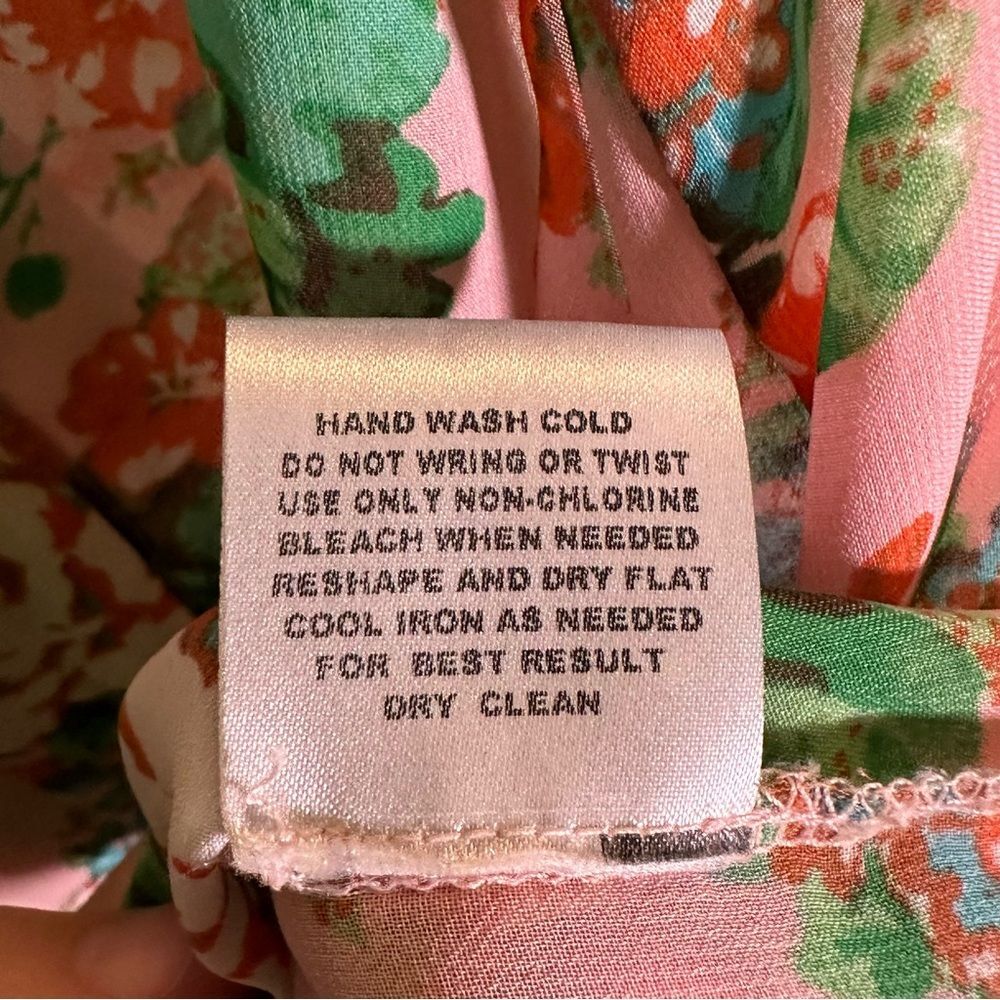 HAND WASH COLD
DO NOT WRING OR TWIST
USE ONLY NON-CHLORINE
BLEACH WHEN NEEDED
RESHAPE AND DRY FLAT
COOL IRON AS NEEDED
FOR BEST RESULT
DRY CLEAN